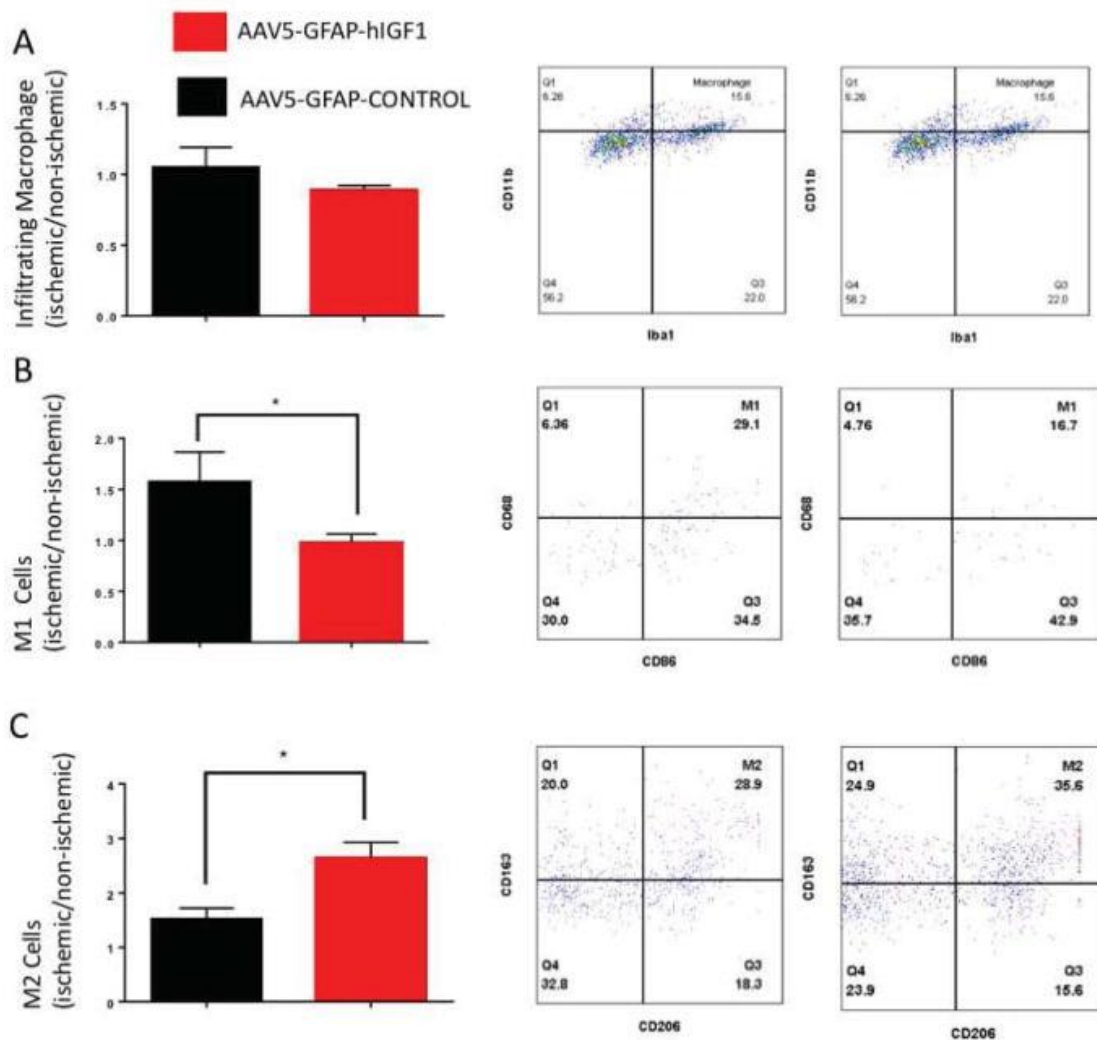 A
AAV5-GFAP-hIGF1
AAV5-GFAP-CONTROL
Infiltrating Macrophage
(ischemic/non-ischemic)
1.5
1.0
0.5
0.0
Q1
6.26
Macrophage
15.6
CD11b
Q4
56.2
Q3
22.0
Iba1
Q1
6.26
Macrophage
15.6
CD11b
Q4
56.2
Q3
22.0
Iba1
B
M1 Cells
(ischemic/non-ischemic)
2.0
1.5
1.0
0.5
0.0
*
Q1
6.36
M1
29.1
CD68
Q4
30.0
Q3
34.5
CD86
Q1
4.76
M1
16.7
CD68
Q4
35.7
Q3
42.9
CD86
C
M2 Cells
(ischemic/non-ischemic)
4
3
2
1
0
*
Q1
20.0
M2
28.9
CD163
Q4
32.8
Q3
18.3
CD206
Q1
24.9
M2
35.6
CD163
Q4
23.9
Q3
15.6
CD206